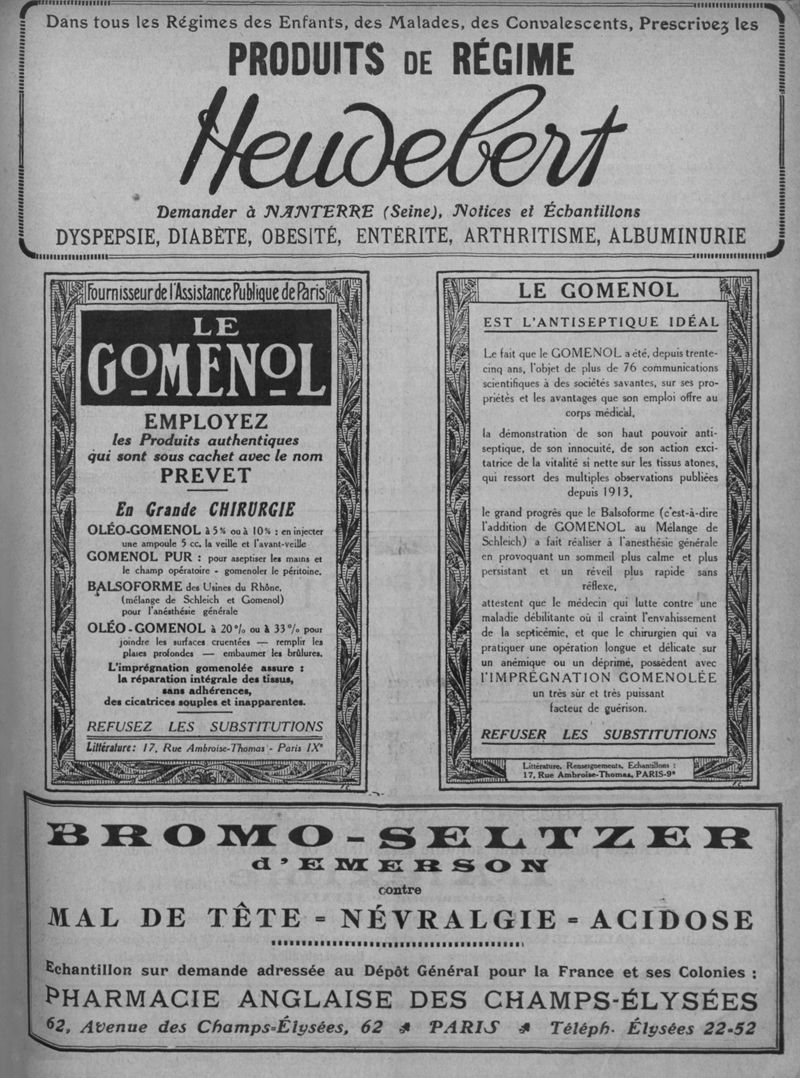 Dans tous les Régimes des Enfants, des Malades, des Convalescents, Prescrivez les
PRODUITS DE RÉGIME
Heudebert
Demander à NANTERRE (Seine), Notices et Échantillons
DYSPEPSIE, DIABÈTE, OBESITÉ, ENTÉRITE, ARTHRITISME, ALBUMINURIE
Fournisseur de l'Assistance Publique de Paris
LE
GOMENOL
EMPLOYEZ
les Produits authentiques
qui sont sous cachet avec le nom
PREVET
En Grande CHIRURGIE
OLÉO-GOMENOL à 5% ou à 10% : en injecter
une ampoule 5 cc. la veille et l'avant-veille
GOMENOL PUR : pour aseptiser les mains et
le champ opératoire - gomenoler le péritoine.
BALSOFORME des Usines du Rhône.
(mélange de Schleich et Gomenol)
pour l'anésthésie générale
OLÉO-GOMENOL à 20% ou à 33% pour
joindre les surfaces cruentées — remplir les
plaies profondes — embaumer les brûlures.
L'imprégnation gomenolée assure :
la réparation intégrale des tissus,
sans adhérences,
des cicatrices souples et inapparentes.
REFUSEZ LES SUBSTITUTIONS
Littérature: 17, Rue Ambroise-Thomas - Paris IXe
LE GOMENOL
EST L'ANTISEPTIQUE IDÉAL
Le fait que le GOMENOL a été, depuis trente-
cinq ans, l'objet de plus de 76 communications
scientifiques à des sociétés savantes, sur ses pro-
priétés et les avantages que son emploi offre au
corps médical,
la démonstration de son haut pouvoir anti-
septique, de son innocuité, de son action exci-
tatrice de la vitalité si nette sur les tissus atones,
qui ressort des multiples observations publiées
depuis 1913,
le grand progrès que le Balsoforme (c'est-à-dire
l'addition de GOMENOL au Mélange de
Schleich) a fait réaliser à l'anesthésie générale
en provoquant un sommeil plus calme et plus
persistant et un réveil plus rapide sans
réflexe,
attestent que le médecin qui lutte contre une
maladie débilitante où il craint l'envahissement
de la septicémie, et que le chirurgien qui va
pratiquer une opération longue et délicate sur
un anémique ou un déprimé, possèdent avec
l'IMPRÉGNATION GOMENOLÉE
un très sûr et très puissant
facteur de guérison.
REFUSER LES SUBSTITUTIONS
Littérature, Renseignements, Echantillons :
17, Rue Ambroise-Thomas, PARIS-9e
BROMO-SELTZER
d'EMERSON
contre
MAL DE TÊTE = NÉVRALGIE = ACIDOSE
Echantillon sur demande adressée au Dépôt Général pour la France et ses Colonies :
PHARMACIE ANGLAISE DES CHAMPS-ÉLYSÉES
62, Avenue des Champs-Élysées, 62 PARIS Téléph. Élysées 22-52